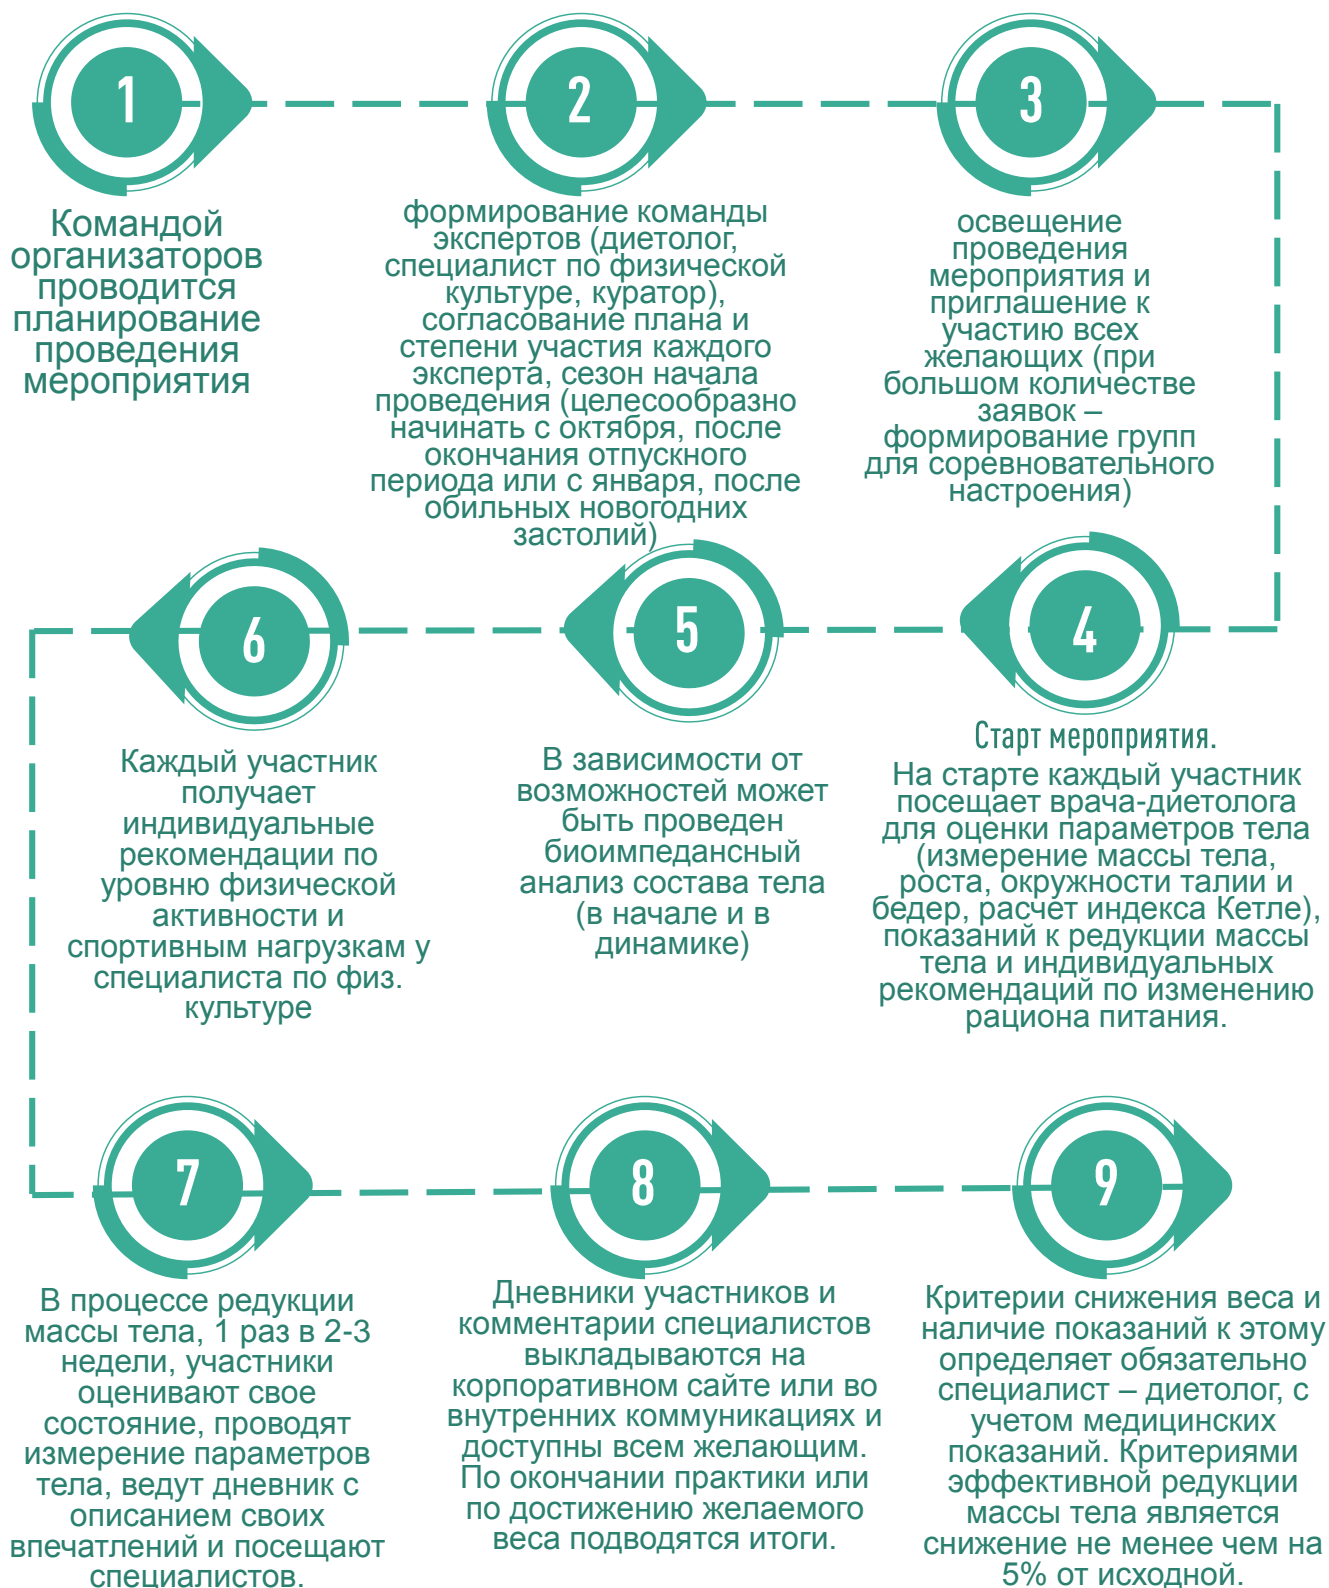 1
Командой
организаторов
проводится
планирование
проведения
мероприятия
2
формирование команды
экспертов (диетолог,
специалист по физической
культуре, куратор),
согласование плана и
степени участия каждого
эксперта, сезон начала
проведения (целесообразно
начинать с октября, после
окончания отпускного
периода или с января, после
обильных новогодних
застолий)
3
освещение
проведения
мероприятия и
приглашение к
участию всех
желающих (при
большом количестве
заявок –
формирование групп
для соревновательного
настроения)
4
Старт мероприятия.
На старте каждый участник
посещает врача-диетолога
для оценки параметров тела
(измерение массы тела,
роста, окружности талии и
бедер, расчет индекса Кетле),
показаний к редукции массы
тела и индивидуальных
рекомендаций по изменению
рациона питания.
5
В зависимости от
возможностей может
быть проведен
биоимпедансный
анализ состава тела
(в начале и в
динамике)
6
Каждый участник
получает
индивидуальные
рекомендации по
уровню физической
активности и
спортивным нагрузкам у
специалиста по физ.
культуре
7
В процессе редукции
массы тела, 1 раз в 2-3
недели, участники
оценивают свое
состояние, проводят
измерение параметров
тела, ведут дневник с
описанием своих
впечатлений и посещают
специалистов.
8
Дневники участников и
комментарии специалистов
выкладываются на
корпоративном сайте или во
внутренних коммуникациях и
доступны всем желающим.
По окончании практики или
по достижению желаемого
веса подводятся итоги.
9
Критерии снижения веса и
наличие показаний к этому
определяет обязательно
специалист – диетолог, с
учетом медицинских
показаний. Критериями
эффективной редукции
массы тела является
снижение не менее чем на
5% от исходной.